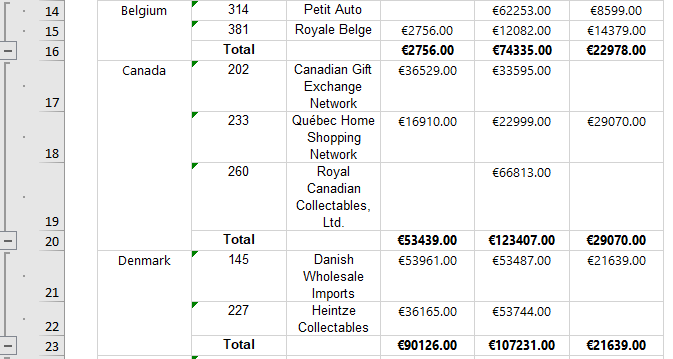 14 Belgium 314 Petit Auto €62253.00 €8599.00
15 381 Royale Belge €2756.00 €12082.00 €14379.00
16 Total €2756.00 €74335.00 €22978.00
Canada 202 Canadian Gift €36529.00 €33595.00
Exchange
17 Network
233 Québec Home €16910.00 €22999.00 €29070.00
Shopping
18 Network
260 Royal €66813.00
Canadian
Collectables,
19 Ltd.
20 Total €53439.00 €123407.00 €29070.00
Denmark 145 Danish €53961.00 €53487.00 €21639.00
Wholesale
21 Imports
227 Heintze €36165.00 €53744.00
22 Collectables
23 Total €90126.00 €107231.00 €21639.00